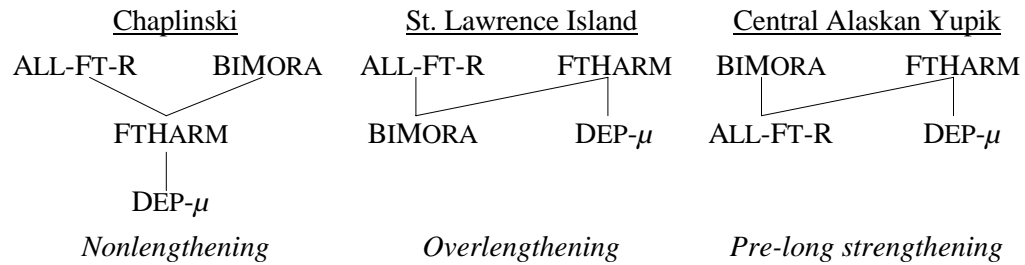 Chaplinski St. Lawrence Island Central Alaskan Yupik
ALL-FT-R BIMORA ALL-FT-R FTHARM BIMORA FTHARM
FTHARM BIMORA DEP-μ ALL-FT-R DEP-μ
DEP-μ
Nonlengthening Overlengthening Pre-long strengthening